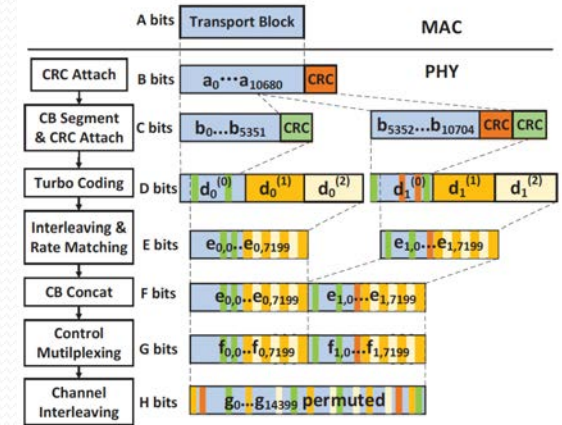 A bits Transport Block MAC
PHY
CRC Attach B bits a0···a10680 CRC
CB Segment & CRC Attach C bits b0...b5351 CRC b5352...b10704 CRC CRC
Turbo Coding D bits d0(0) d0(1) d0(2) d1(0) d1(1) d1(2)
Interleaving & Rate Matching E bits e0,0..e0,7199 e1,0...e1,7199
CB Concat F bits e0,0..e0,7199 e1,0...e1,7199
Control Mutilplexing G bits f0,0..f0,7199 f1,0...f1,7199
Channel Interleaving H bits g0...g14399 permuted